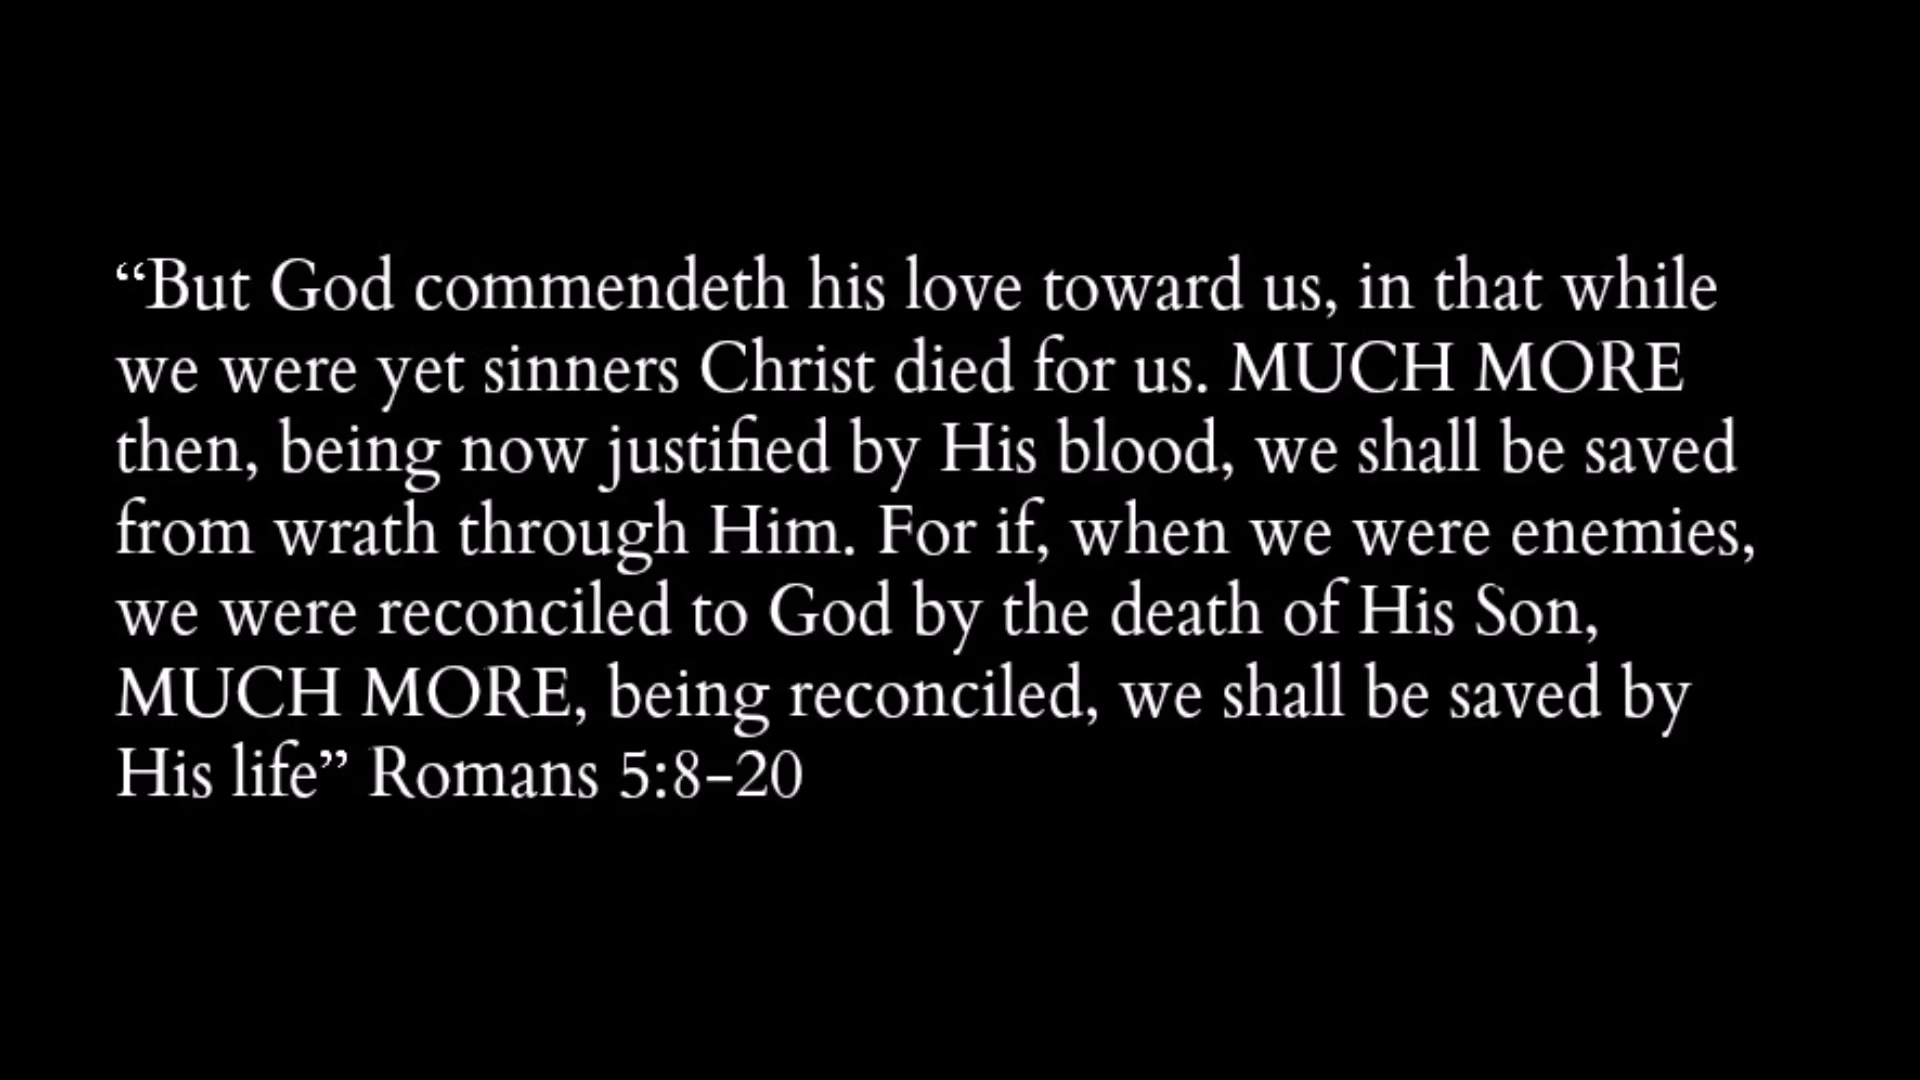 “But God commendeth his love toward us, in that while
we were yet sinners Christ died for us. MUCH MORE
then, being now justified by His blood, we shall be saved
from wrath through Him. For if, when we were enemies,
we were reconciled to God by the death of His Son,
MUCH MORE, being reconciled, we shall be saved by
His life” Romans 5:8-20